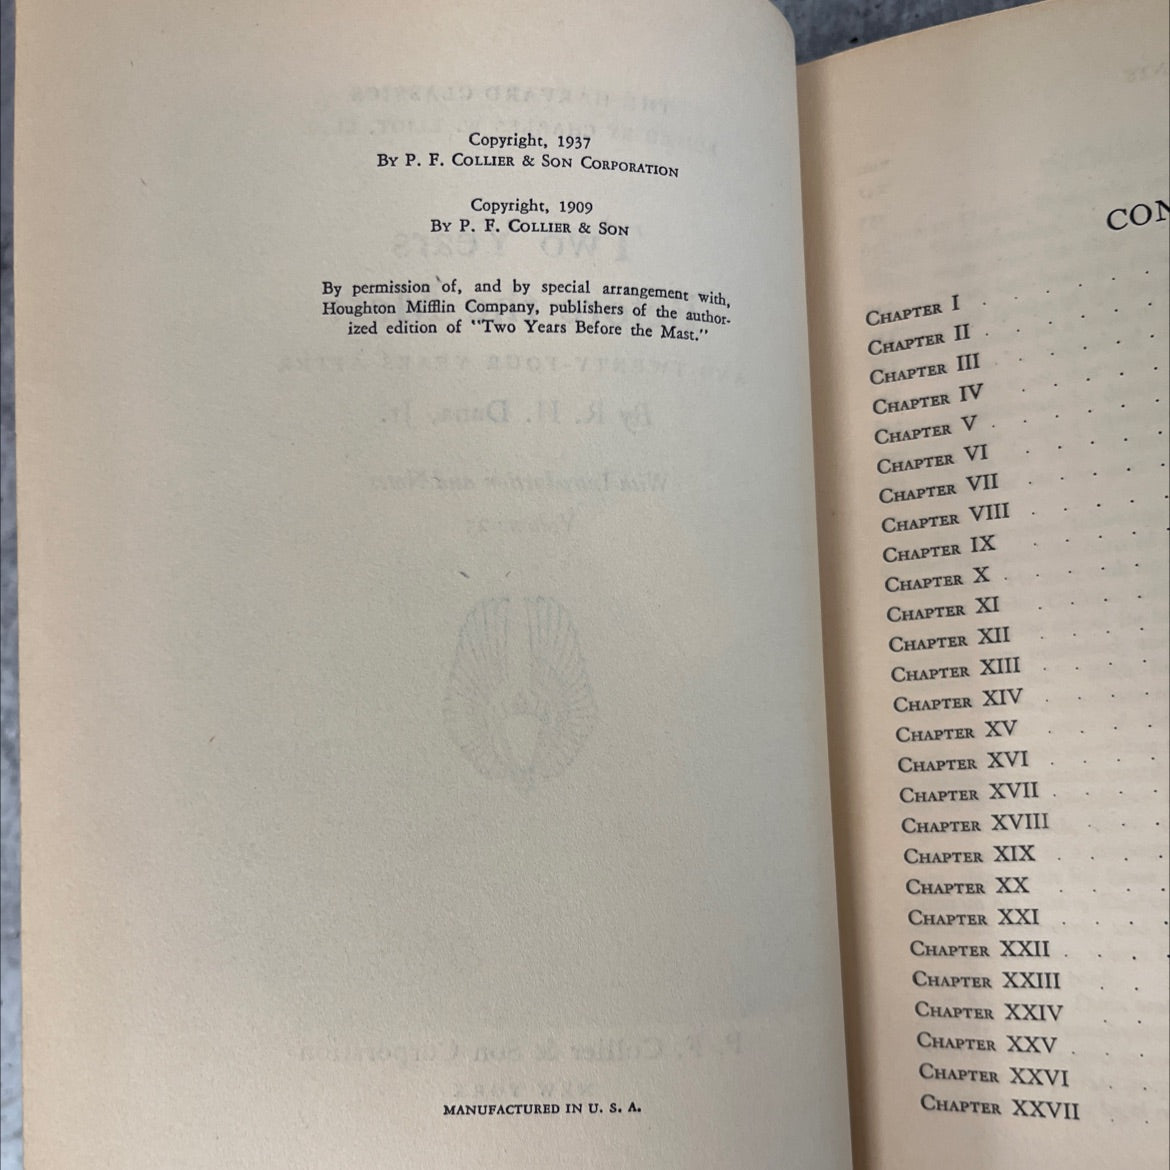 Copyright, 1937
By P. F. Collier & Son Corporation
Copyright, 1909
By P. F. Collier & Son
By permission of, and by special arrangement with,
Houghton Mifflin Company, publishers of the author-
ized edition of "Two Years Before the Mast."
MANUFACTURED IN U. S. A.
CON
Chapter I
Chapter II
Chapter III
Chapter IV
Chapter V
Chapter VI
Chapter VII
Chapter VIII
Chapter IX
Chapter X
Chapter XI
Chapter XII
Chapter XIII
Chapter XIV
Chapter XV
Chapter XVI
Chapter XVII
Chapter XVIII
Chapter XIX
Chapter XX
Chapter XXI
Chapter XXII
Chapter XXIII
Chapter XXIV
Chapter XXV
Chapter XXVI
Chapter XXVII